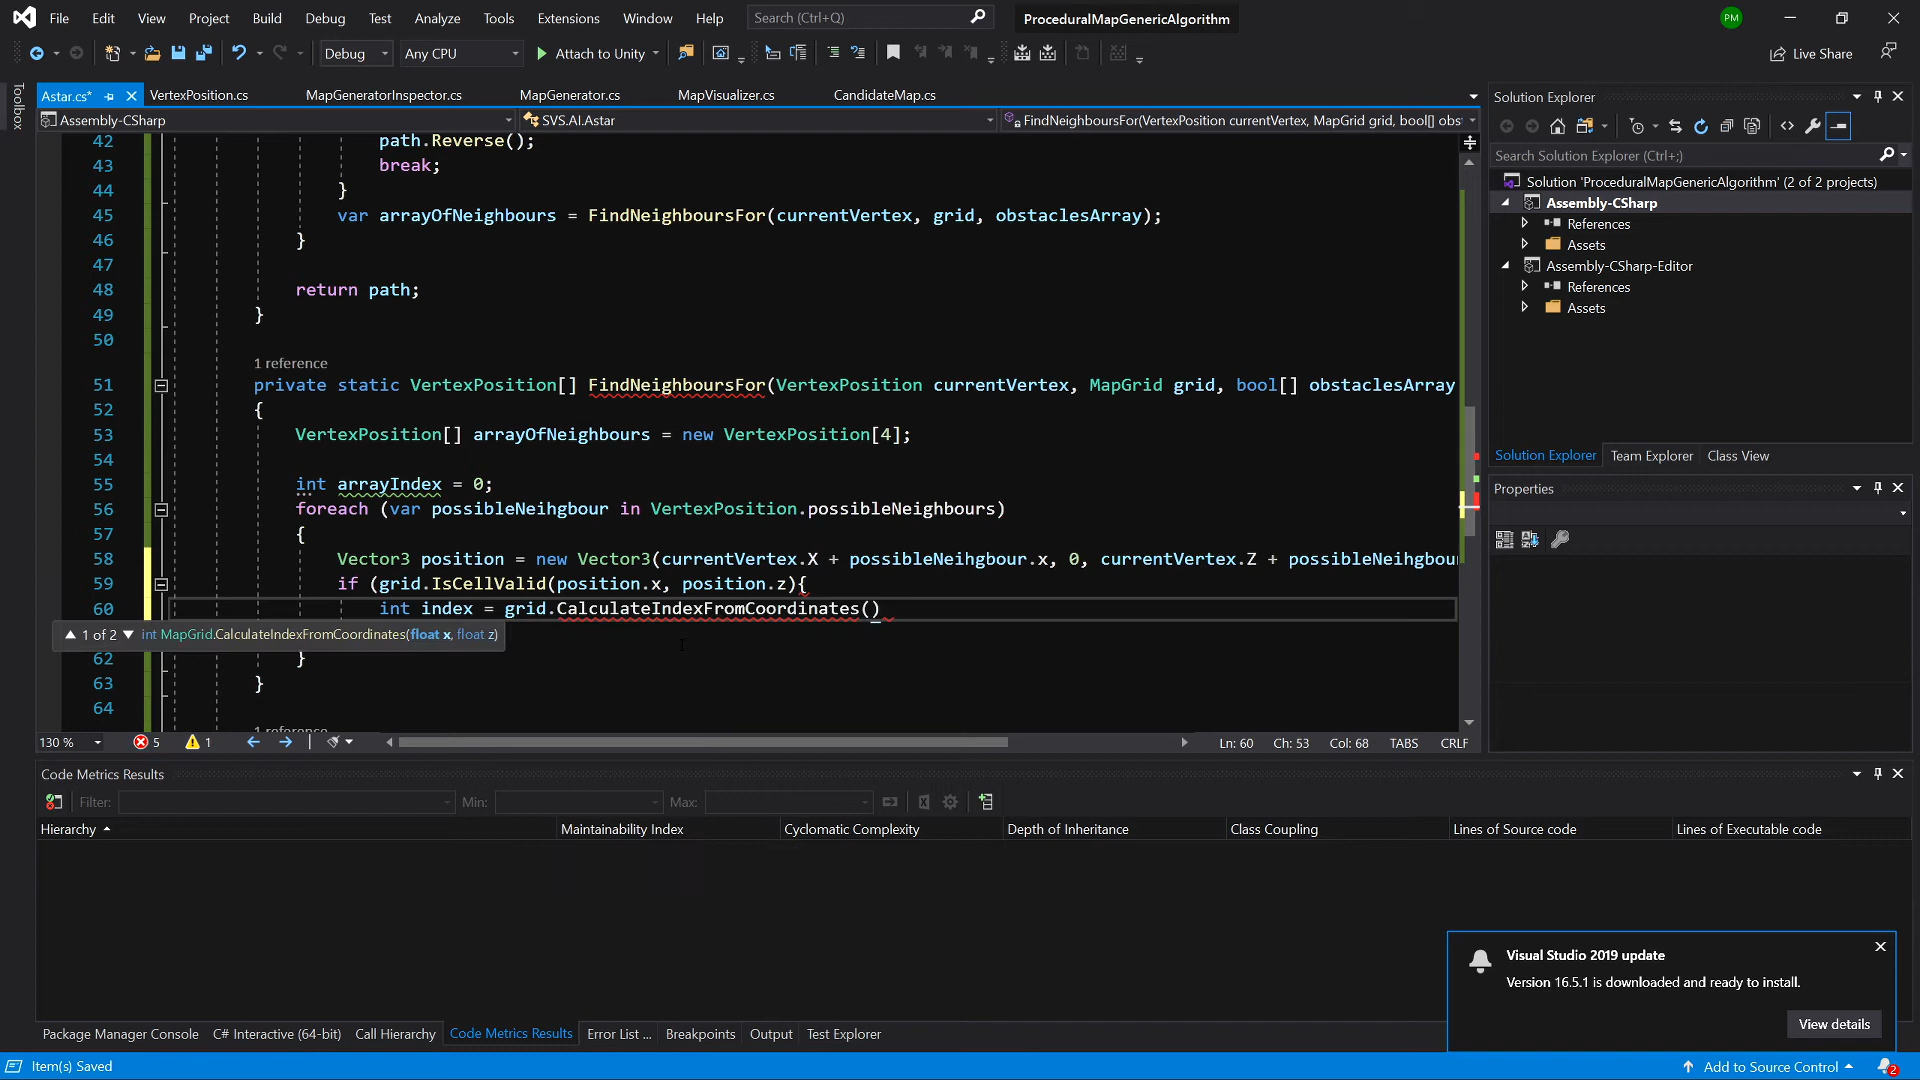 File Edit View Project Build Debug Test Analyze Tools Extensions Window Help Search (Ctrl+Q) ProceduralMapGenericAlgorithm PM
Debug Any CPU Attach to Unity Live Share
Toolbox
Astar.cs* VertexPosition.cs MapGeneratorInspector.cs MapGenerator.cs MapVisualizer.cs CandidateMap.cs
Assembly-CSharp SVS.AI.Astar FindNeighboursFor(VertexPosition currentVertex, MapGrid grid, bool[] obs
42 path.Reverse();
43 break;
44 }
45 var arrayOfNeighbours = FindNeighboursFor(currentVertex, grid, obstaclesArray);
46 }
47
48 return path;
49 }
50
1 reference
51 private static VertexPosition[] FindNeighboursFor(VertexPosition currentVertex, MapGrid grid, bool[] obstaclesArray
52 {
53 VertexPosition[] arrayOfNeighbours = new VertexPosition[4];
54
55 int arrayIndex = 0;
56 foreach (var possibleNeihgbour in VertexPosition.possibleNeighbours)
57 {
58 Vector3 position = new Vector3(currentVertex.X + possibleNeihgbour.x, 0, currentVertex.Z + possibleNeihgbou
59 if (grid.IsCellValid(position.x, position.z){
60 int index = grid.CalculateIndexFromCoordinates()
1 of 2 int MapGrid.CalculateIndexFromCoordinates(float x, float z)
62 }
63 }
64
1 reference
130 % 5 1 Ln: 60 Ch: 53 Col: 68 TABS CRLF
Solution Explorer
Search Solution Explorer (Ctrl+;)
Solution 'ProceduralMapGenericAlgorithm' (2 of 2 projects)
Assembly-CSharp
References
Assets
Assembly-CSharp-Editor
References
Assets
Solution Explorer Team Explorer Class View
Properties
Code Metrics Results
Filter: Min: Max:
Hierarchy Maintainability Index Cyclomatic Complexity Depth of Inheritance Class Coupling Lines of Source code Lines of Executable code
Visual Studio 2019 update
Version 16.5.1 is downloaded and ready to install.
View details
Package Manager Console C# Interactive (64-bit) Call Hierarchy Code Metrics Results Error List ... Breakpoints Output Test Explorer
Item(s) Saved Add to Source Control 2